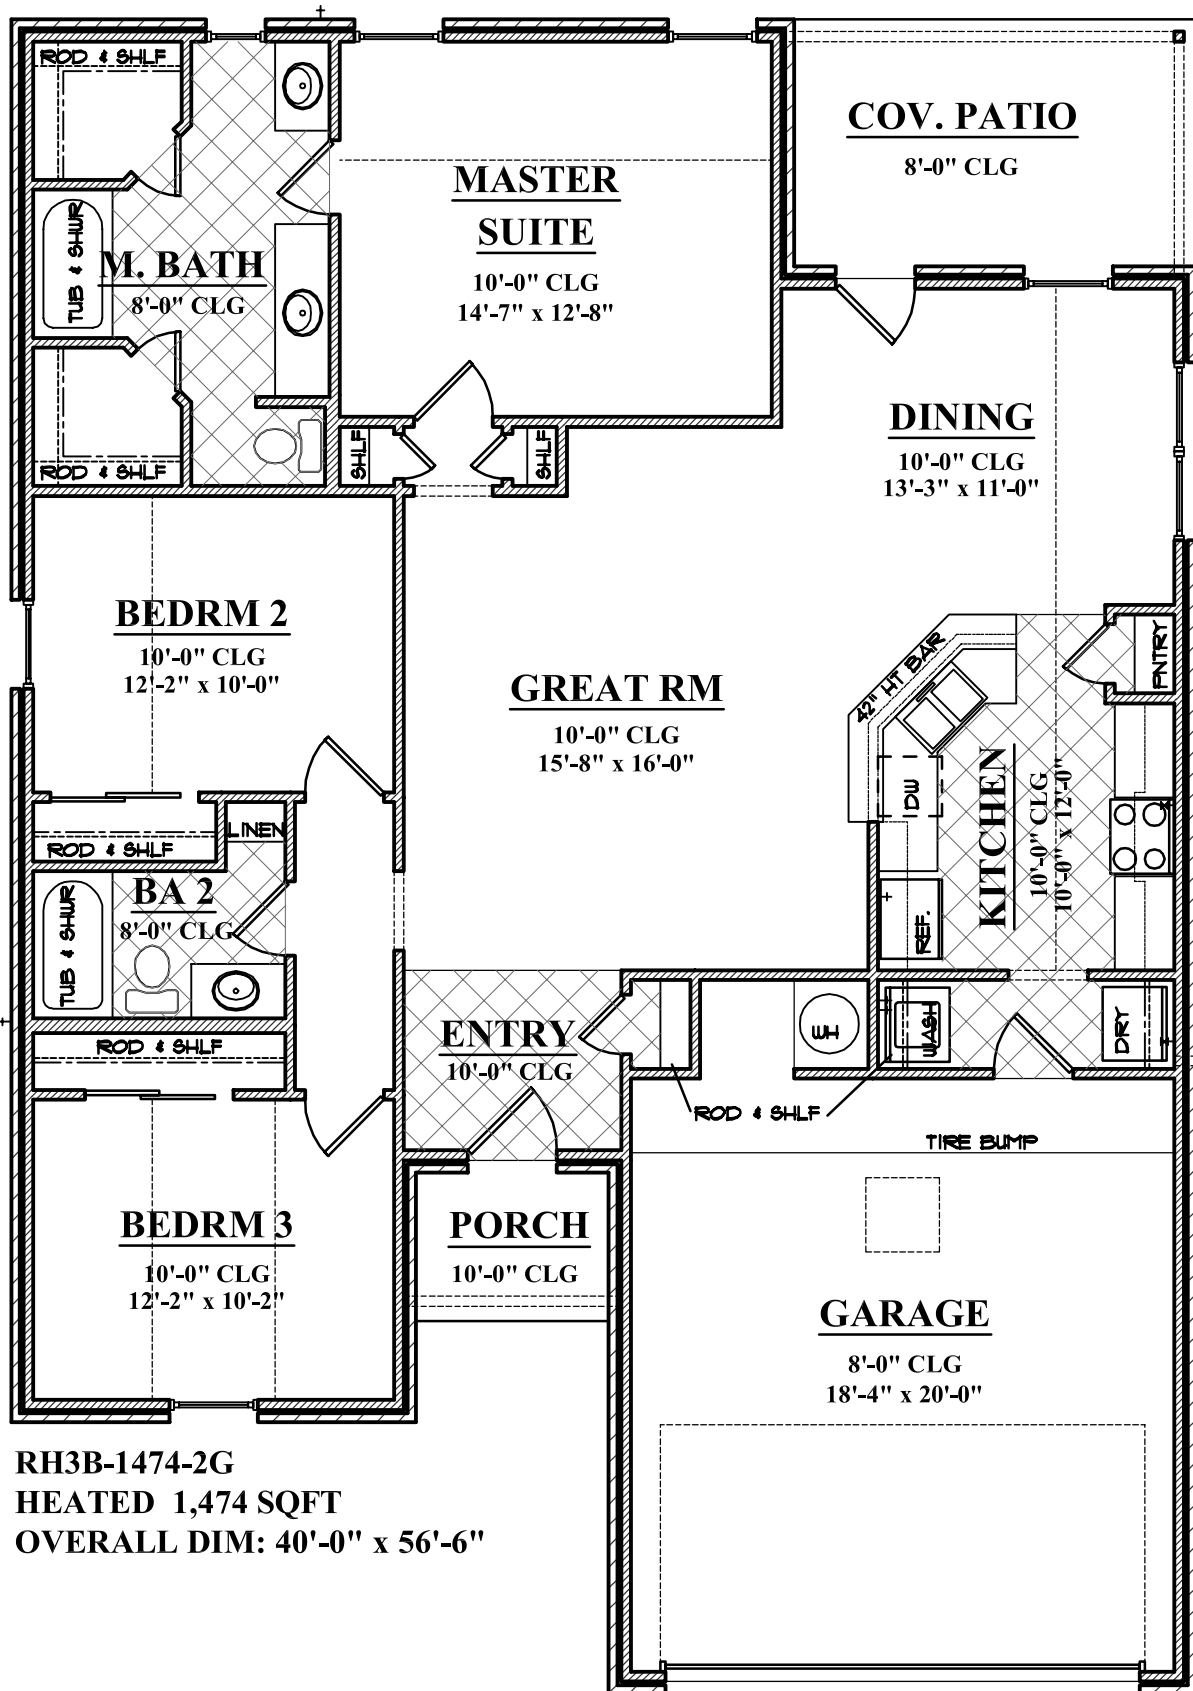 ROD & SHLF
COV. PATIO
8'-0" CLG
MASTER
SUITE
10'-0" CLG
14'-7" x 12'-8"
TUB & SHWR
M. BATH
8'-0" CLG
DINING
10'-0" CLG
13'-3" x 11'-0"
ROD & SHLF
SHLF
SHLF
BEDRM 2
10'-0" CLG
12'-2" x 10'-0"
GREAT RM
10'-0" CLG
15'-8" x 16'-0"
42" HT BAR
PNTRY
DW
KITCHEN
10'-0" CLG
10'-0" x 12'-0"
LINEN
ROD & SHLF
BA 2
8'-0" CLG
TUB & SHWR
REF.
ENTRY
10'-0" CLG
WH
WASH
DRY
ROD & SHLF
ROD & SHLF
TIRE BUMP
BEDRM 3
10'-0" CLG
12'-2" x 10'-2"
PORCH
10'-0" CLG
GARAGE
8'-0" CLG
18'-4" x 20'-0"
RH3B-1474-2G
HEATED 1,474 SQFT
OVERALL DIM: 40'-0" x 56'-6"